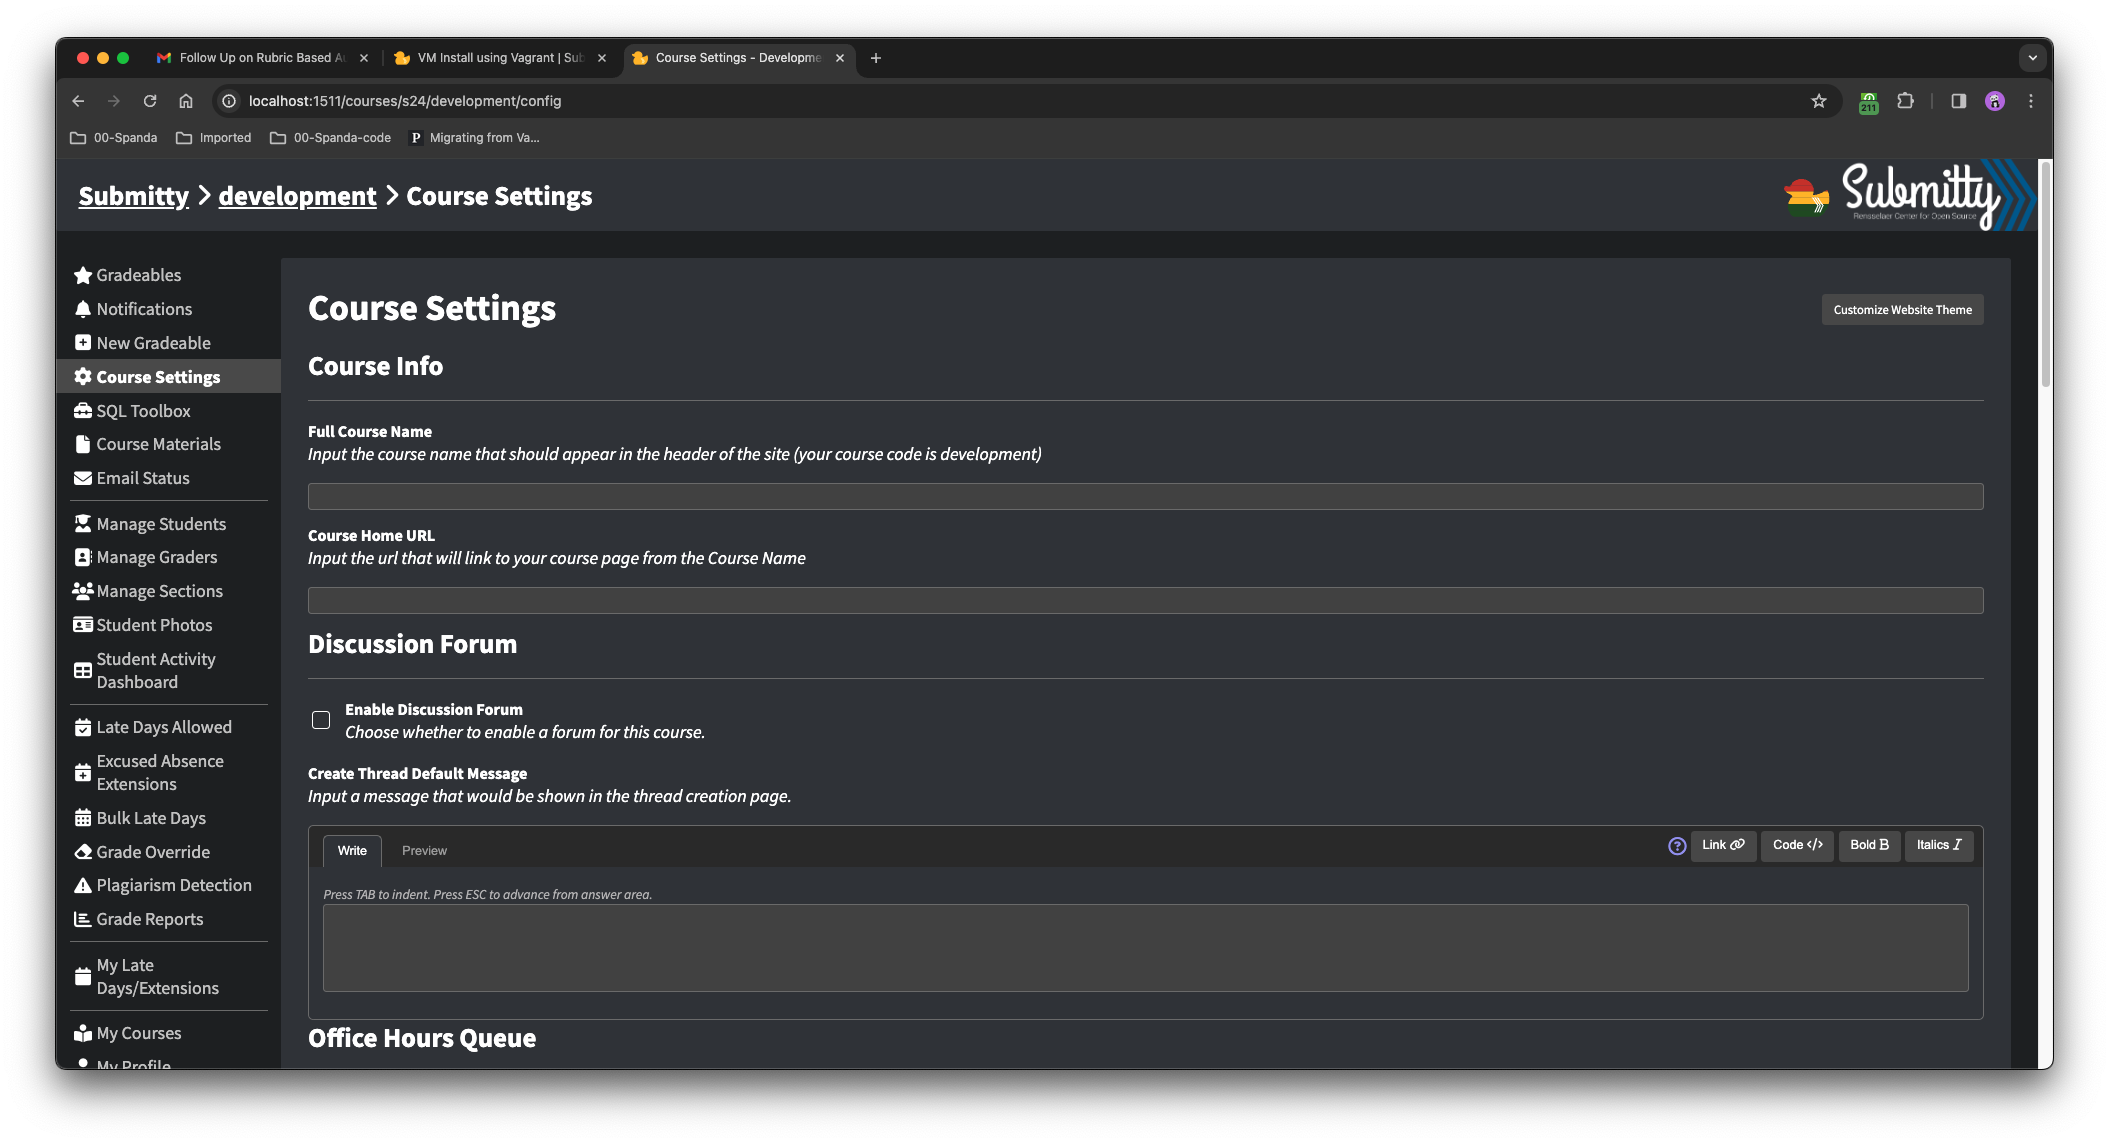 Follow Up on Rubric Based A
VM Install using Vagrant | Sub
Course Settings - Developme
localhost:1511/courses/s24/development/config
211
00-Spanda
Imported
00-Spanda-code
P Migrating from Va...
Submitty > development > Course Settings
Submitty
Rensselaer Center for Open Source
Gradeables
Notifications
New Gradeable
Course Settings
SQL Toolbox
Course Materials
Email Status
Manage Students
Manage Graders
Manage Sections
Student Photos
Student Activity
Dashboard
Late Days Allowed
Excused Absence
Extensions
Bulk Late Days
Grade Override
Plagiarism Detection
Grade Reports
My Late
Days/Extensions
My Courses
My Profile
Course Settings
Customize Website Theme
Course Info
Full Course Name
Input the course name that should appear in the header of the site (your course code is development)
Course Home URL
Input the url that will link to your course page from the Course Name
Discussion Forum
Enable Discussion Forum
Choose whether to enable a forum for this course.
Create Thread Default Message
Input a message that would be shown in the thread creation page.
Write
Preview
?
Link
Code </>
Bold B
Italics I
Press TAB to indent. Press ESC to advance from answer area.
Office Hours Queue